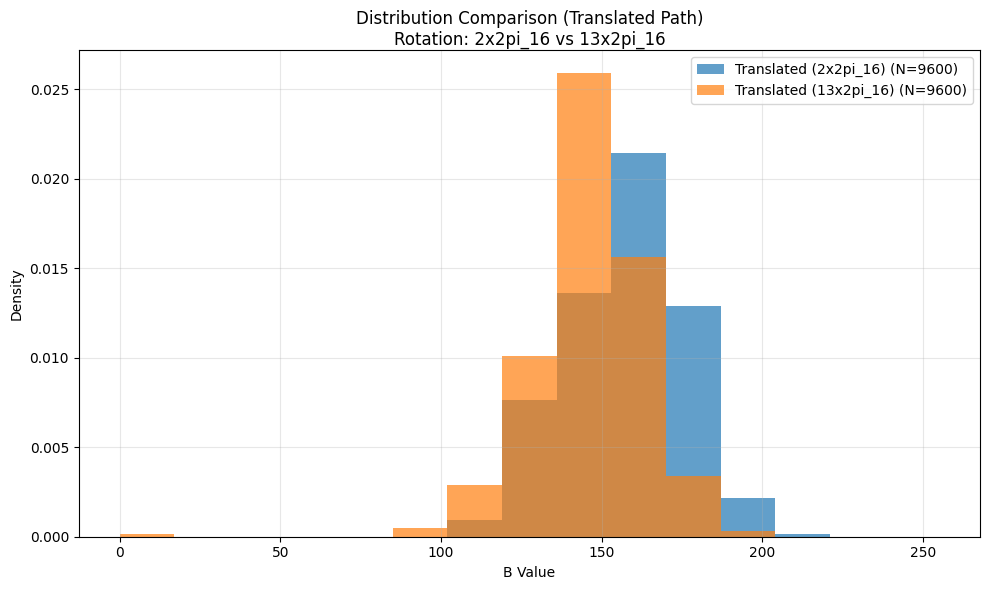 Distribution Comparison (Translated Path)
Rotation: 2x2pi_16 vs 13x2pi_16
Translated (2x2pi_16) (N=9600)
Translated (13x2pi_16) (N=9600)
0.025
0.020
0.015
0.010
0.005
0.000
Density
0 50 100 150 200 250
B Value